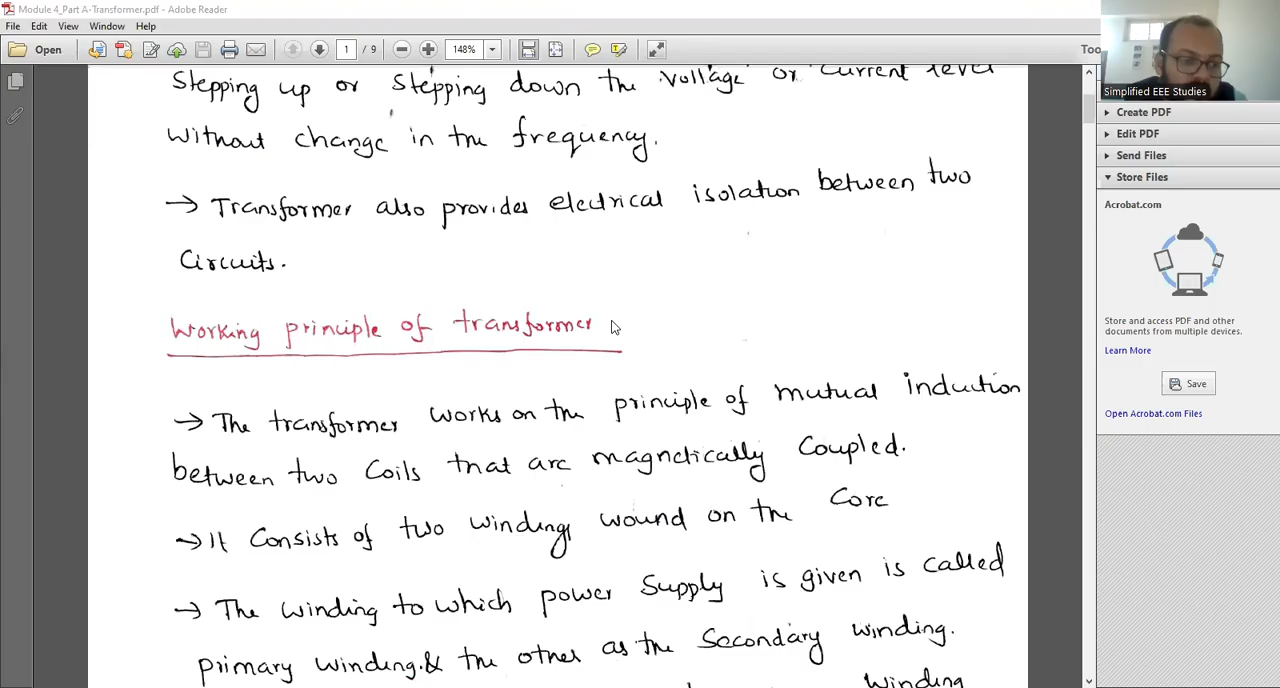 Module 4_Part A-Transformer.pdf - Adobe Reader
File Edit View Window Help
Open 1 / 9 148% Too
Simplified EEE Studies
Create PDF
Edit PDF
Send Files
Store Files
Acrobat.com
Store and access PDF and other
documents from multiple devices.
Learn More
Save
Open Acrobat.com Files
Stepping up or stepping down the voltage or current level
without change in the frequency.
→ Transformer also provides electrical isolation between two
Circuits.
Working principle of transformer
→ The transformer works on the principle of mutual induction
between two Coils that are magnetically Coupled.
→ It Consists of two windings wound on the Core
→ The winding to which power Supply is given is called
primary winding.& the other as the Secondary winding.
winding